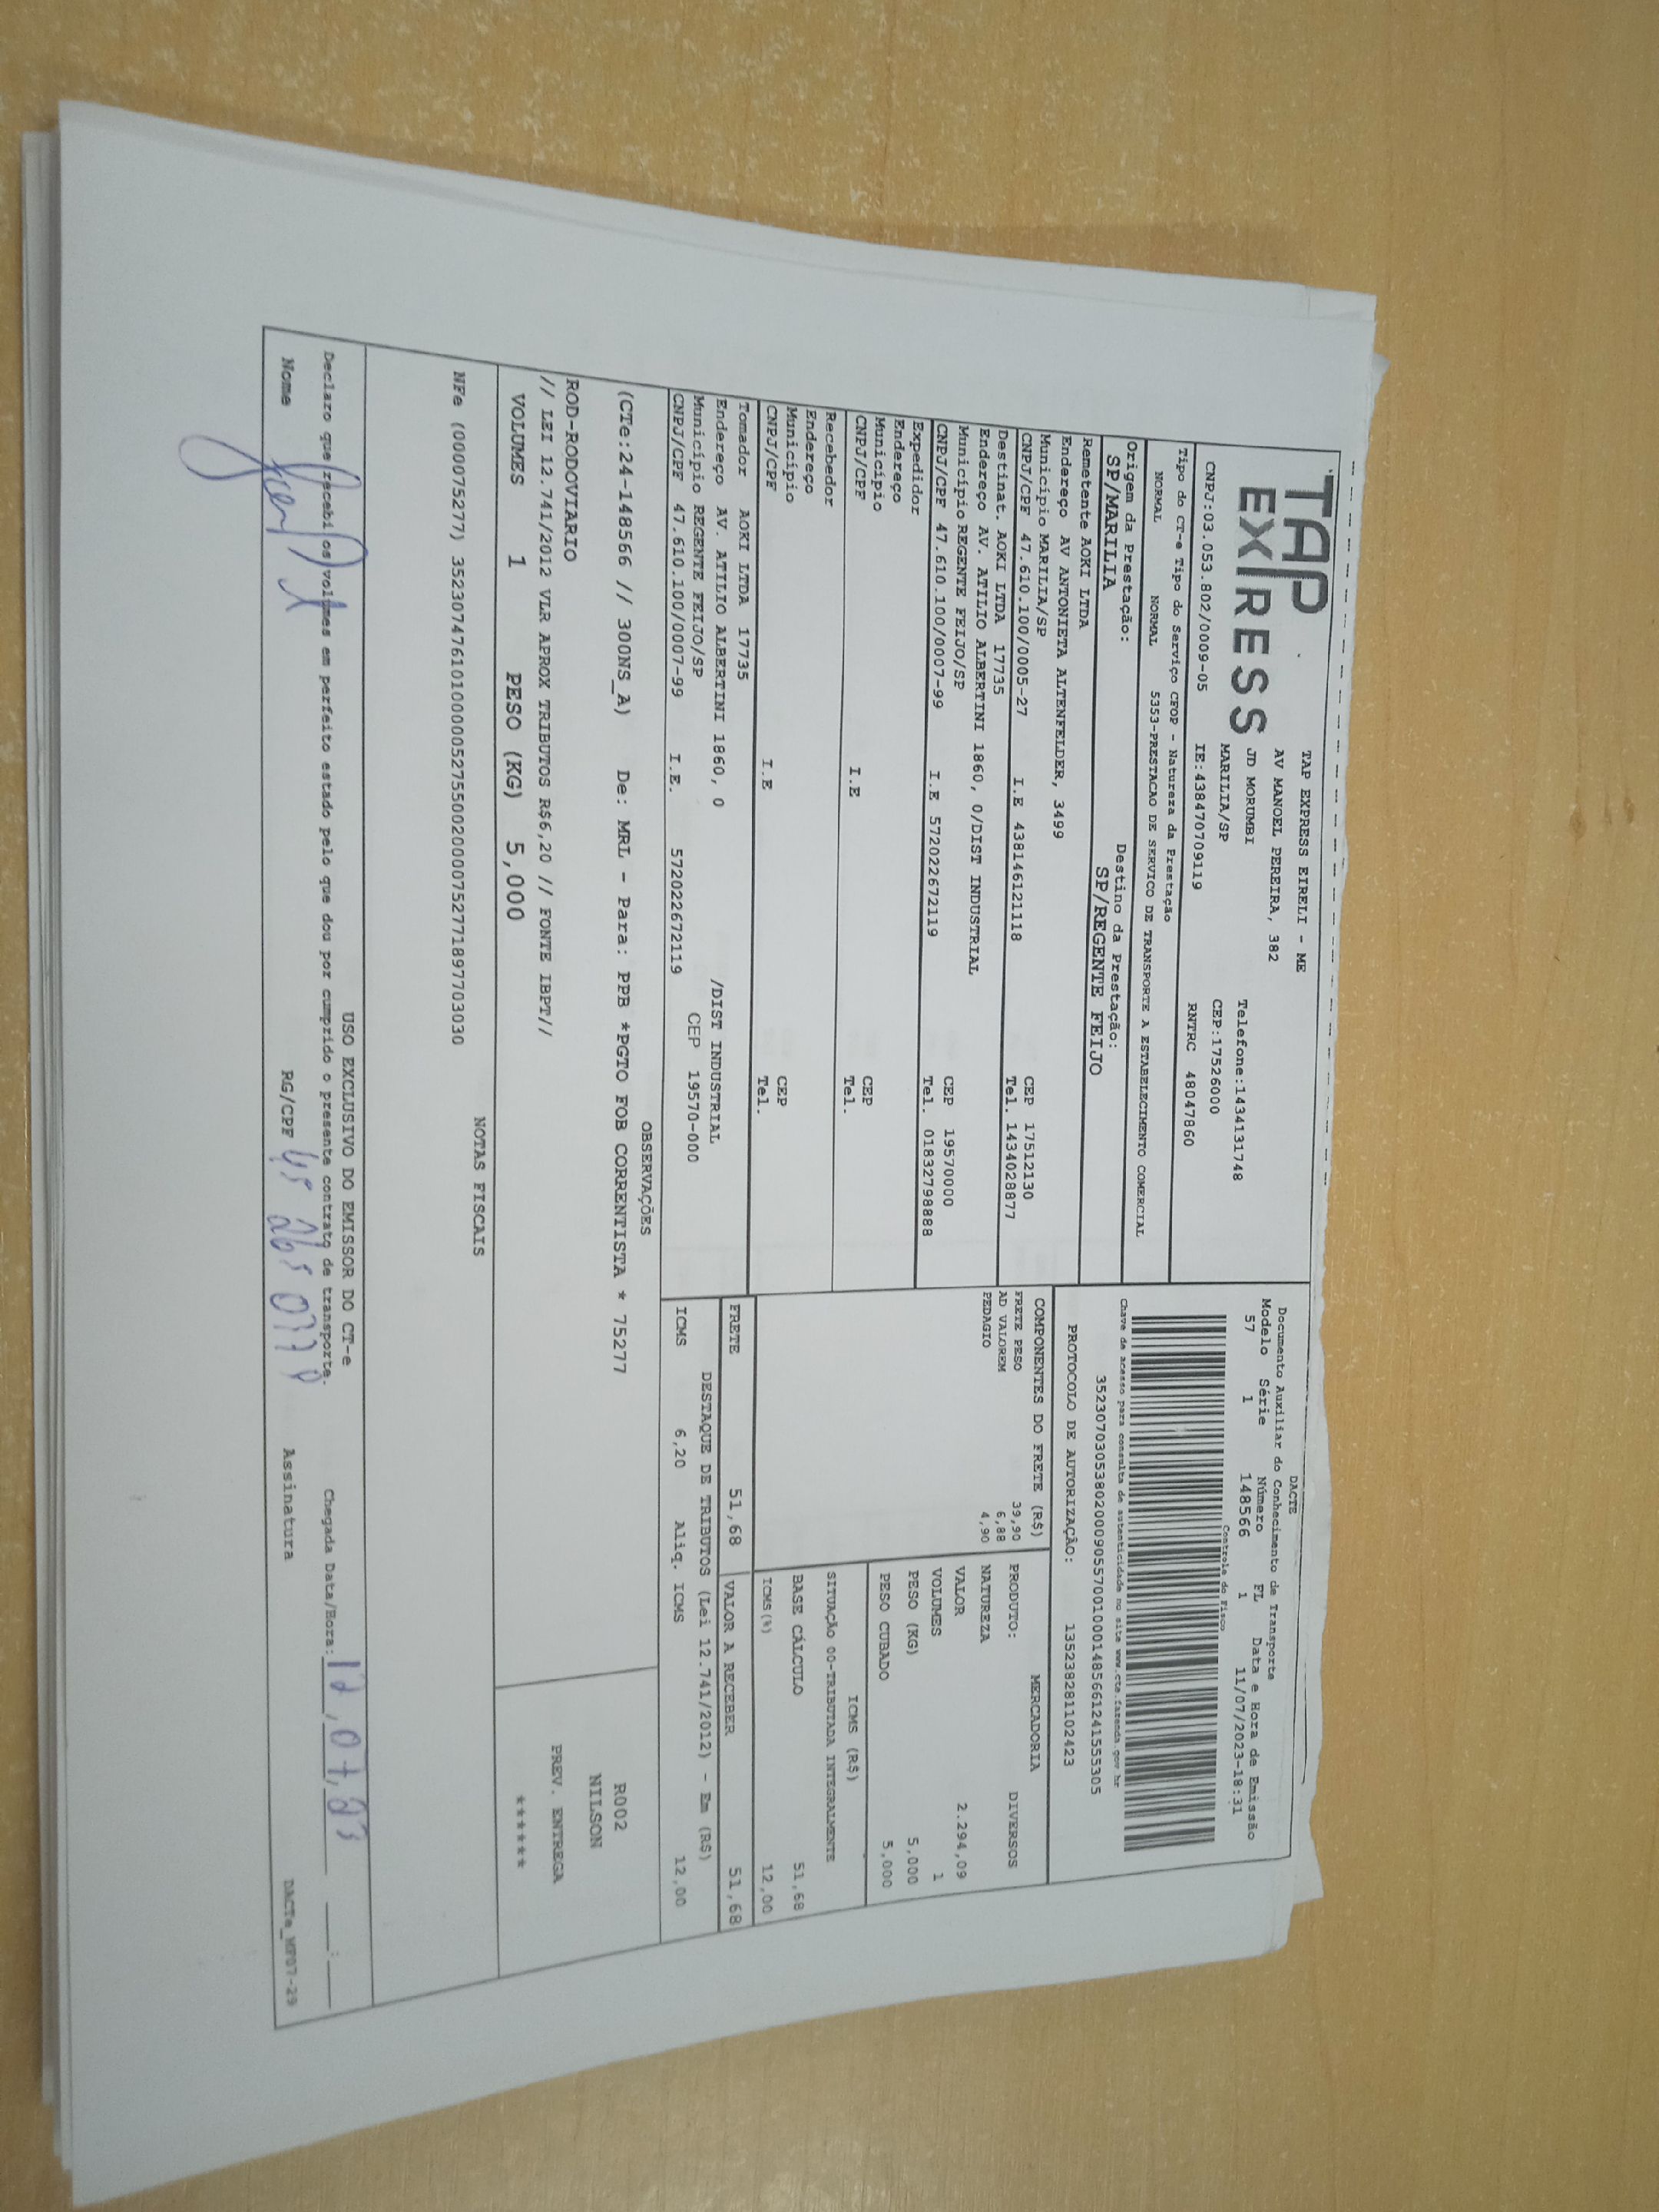 TAP
EXPRESS
TAP EXPRESS EIRELI - ME
AV MANOEL PEREIRA, 382
JD MORUMBI
Telefone:1434131748
MARILIA/SP
CEP:17526000
CNPJ:03.053.802/0009-05 IE:438470709119 RNTRC 48047860
Tipo do CT-e Tipo do Serviço CFOP - Natureza da Prestação
NORMAL NORMAL 5353-PRESTACAO DE SERVICO DE TRANSPORTE A ESTABELECIMENTO COMERCIAL
Origem da Prestação: Destino da Prestação:
SP/MARILIA SP/REGENTE FEIJO
DACTE
Documento Auxiliar do Conhecimento de Transporte
Modelo Série Número FL Data e Hora de Emissão
57 1 148566 1 11/07/2023-18:31
Controle do Fisco
Chave de acesso para consulta de autenticidade no site www.cte.fazenda.gov.br
35230703053802000905570010001485661241555305
PROTOCOLO DE AUTORIZAÇÃO: 135238281102423
Remetente AOKI LTDA
Endereço AV ANTONIETA ALTENFELDER, 3499
Município MARILIA/SP CEP 17512130
CNPJ/CPF 47.610.100/0005-27 I.E 438146121118 Tel. 1434028877
Destinat. AOKI LTDA 17735
Endereço AV. ATILIO ALBERTINI 1860, 0/DIST INDUSTRIAL
Município REGENTE FEIJO/SP CEP 19570000
CNPJ/CPF 47.610.100/0007-99 I.E 572022672119 Tel. 01832798888
Expedidor
Endereço
Município CEP
CNPJ/CPF I.E Tel.
Recebedor
Endereço
Município CEP
CNPJ/CPF I.E Tel.
Tomador AOKI LTDA 17735
Endereço AV. ATILIO ALBERTINI 1860, 0 /DIST INDUSTRIAL
Município REGENTE FEIJO/SP CEP 19570-000
CNPJ/CPF 47.610.100/0007-99 I.E. 572022672119
COMPONENTES DO FRETE (R$)
FRETE PESO 39,90
AD VALOREM 6,88
PEDAGIO 4,90
MERCADORIA
PRODUTO: DIVERSOS
NATUREZA
VALOR 2.294,09
VOLUMES 1
PESO (KG) 5,000
PESO CUBADO 5,000
ICMS (R$)
SITUAÇÃO 00-TRIBUTADA INTEGRALMENTE
BASE CÁLCULO 51,68
ICMS(%) 12,00
FRETE 51,68 VALOR A RECEBER 51,68
DESTAQUE DE TRIBUTOS (Lei 12.741/2012) - Em (R$)
ICMS 6,20 Aliq. ICMS 12,00
OBSERVAÇÕES
(CTe:24-148566 // 300NS_A) De: MRL - Para: PPB *PGTO FOB CORRENTISTA * 75277
ROD-RODOVIARIO
// LEI 12.741/2012 VLR APROX TRIBUTOS R$6,20 // FONTE IBPT//
R002
NILSON
VOLUMES 1 PESO (KG) 5,000
PREV. ENTREGA
******
NOTAS FISCAIS
NFe (000075277) 35230747610100000527550020000752771897703030
USO EXCLUSIVO DO EMISSOR DO CT-e
Declaro que recebi os volumes em perfeito estado pelo que dou por cumprido o presente contrato de transporte.
Chegada Data/Hora: 12,07,23 :
Nome RG/CPF Assinatura
DACTe_MF07-29